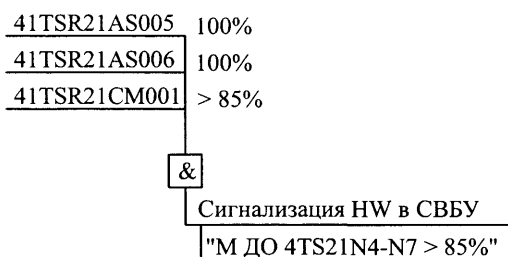 41TSR21AS005 100%
41TSR21AS006 100%
41TSR21CM001 > 85%
&
Сигнализация HW в СВБУ
"М ДО 4TS21N4-N7 > 85%"